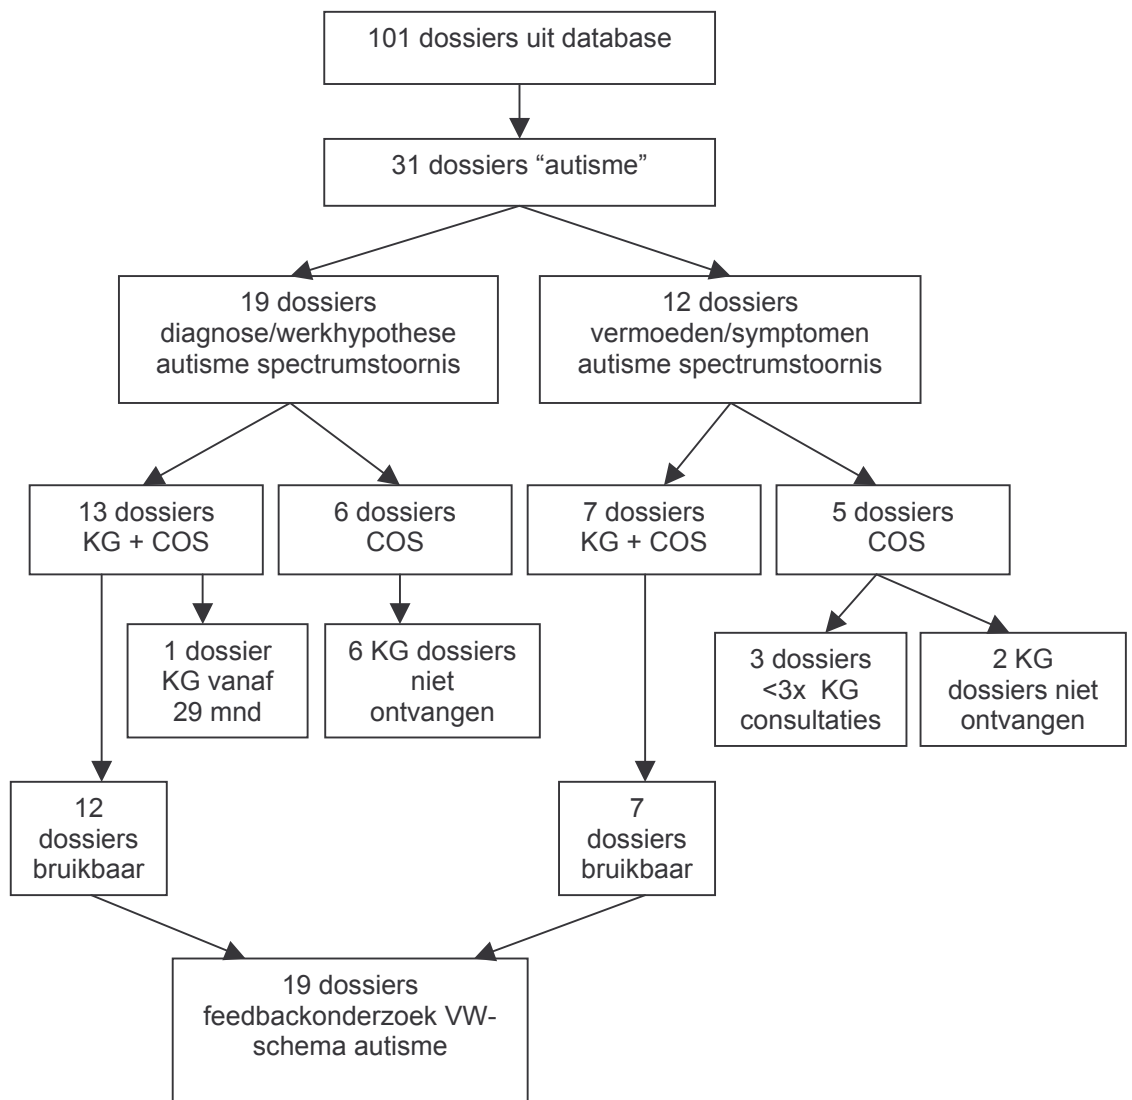 101 dossiers uit database
31 dossiers “autisme”
19 dossiers
diagnose/werkhypothese
autisme spectrumstoornis
12 dossiers
vermoeden/symptomen
autisme spectrumstoornis
13 dossiers
KG + COS
6 dossiers
COS
7 dossiers
KG + COS
5 dossiers
COS
1 dossier
KG vanaf
29 mnd
6 KG dossiers
niet
ontvangen
3 dossiers
<3x  KG
consultaties
2 KG
dossiers niet
ontvangen
12
dossiers
bruikbaar
7
dossiers
bruikbaar
19 dossiers
feedbackonderzoek VW-
schema autisme